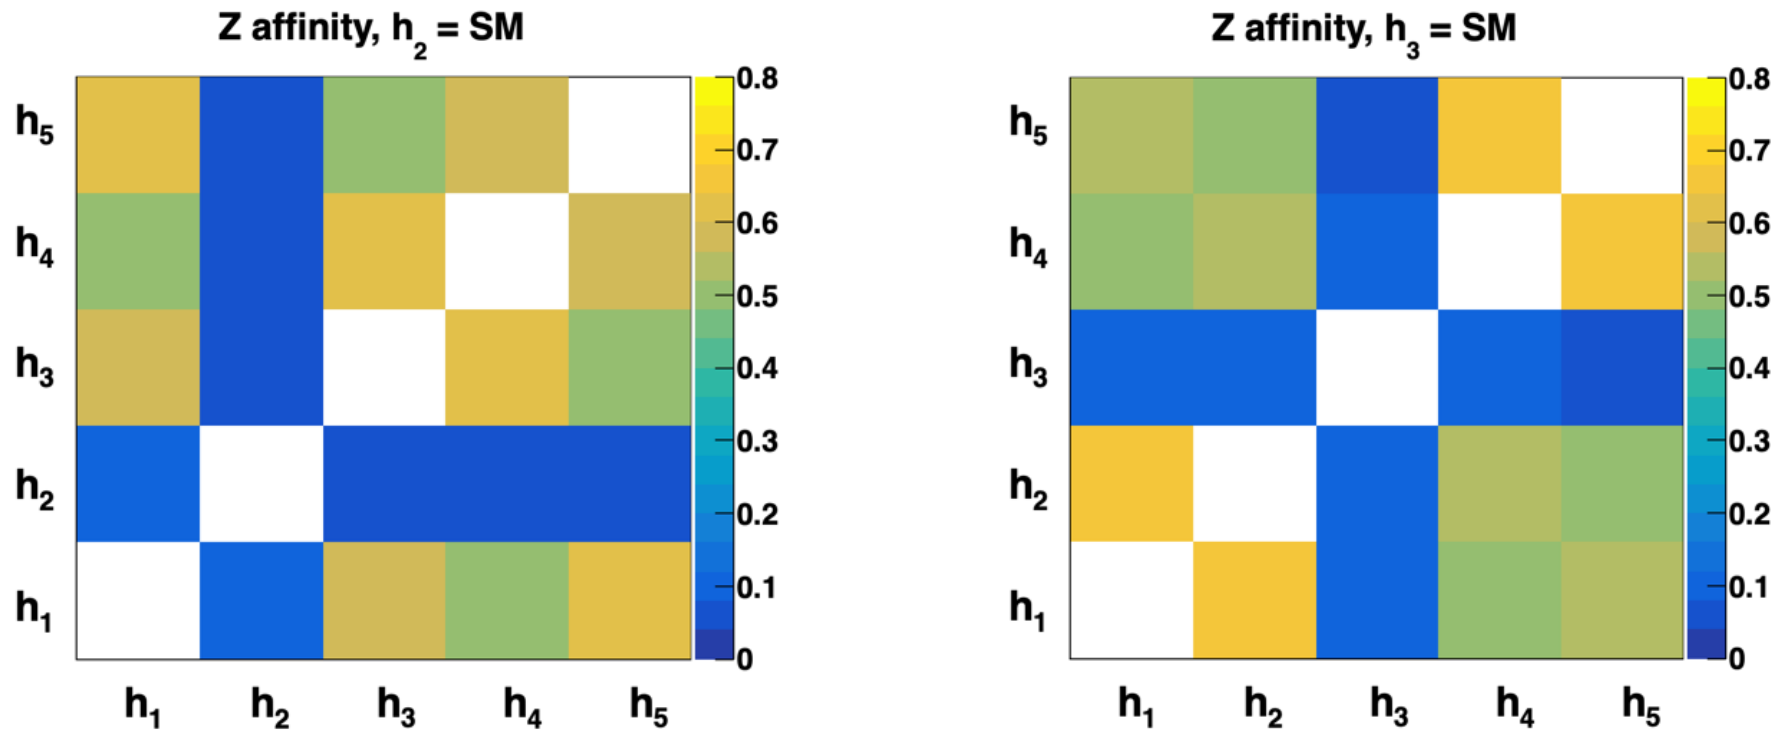 Z affinity, h₂ = SM
h₅
h₄
h₃
h₂
h₁
h₁ h₂ h₃ h₄ h₅
0.8
0.7
0.6
0.5
0.4
0.3
0.2
0.1
0
Z affinity, h₃ = SM
h₅
h₄
h₃
h₂
h₁
h₁ h₂ h₃ h₄ h₅
0.8
0.7
0.6
0.5
0.4
0.3
0.2
0.1
0